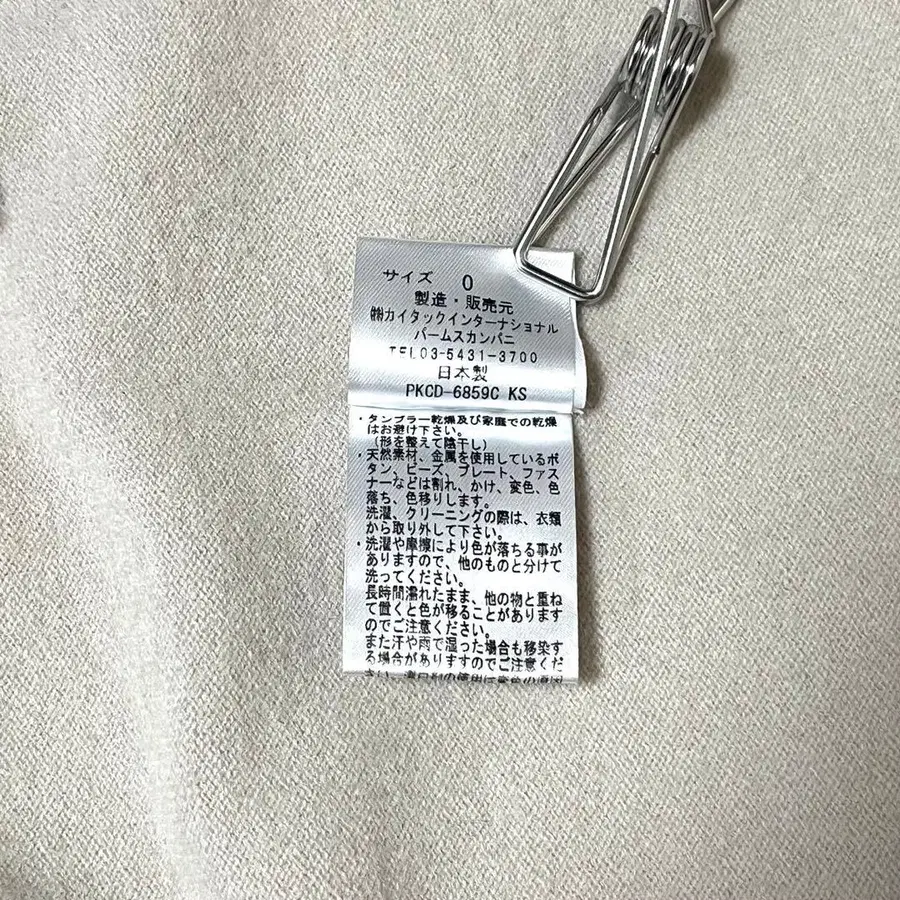 サイズ 0
製造・販売元
㈱カイタックインターナショナル
パームスカンパニ
TEL03-5431-3700
日本製
PKCD-6859C KS
・タンブラー乾燥及び家庭での乾燥
はお避け下さい。
（形を整えて陰干し）
・天然素材、金属を使用しているボ
タン、ビーズ、プレート、ファス
ナーなどは割れ、かけ、変色、色
落ち、色移りします。
洗濯、クリーニングの際は、衣類
から取り外して下さい。
・洗濯や摩擦により色が落ちる事が
ありますので、他のものと分けて
洗ってください。
長時間濡れたまま、他の物と重ね
て置くと色が移ることがあります
のでご注意ください。
また汗や雨で湿った場合も移染す
る場合がありますのでご注意くだ
さい。